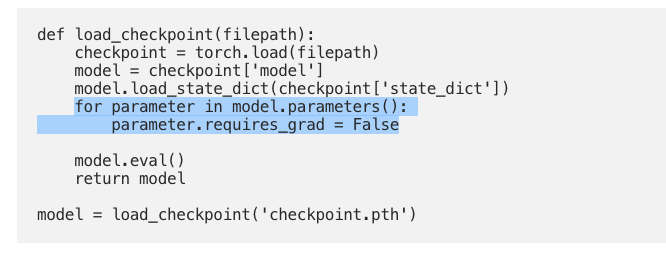 def load_checkpoint(filepath):
    checkpoint = torch.load(filepath)
    model = checkpoint['model']
    model.load_state_dict(checkpoint['state_dict'])
    for parameter in model.parameters():
        parameter.requires_grad = False

    model.eval()
    return model

model = load_checkpoint('checkpoint.pth')